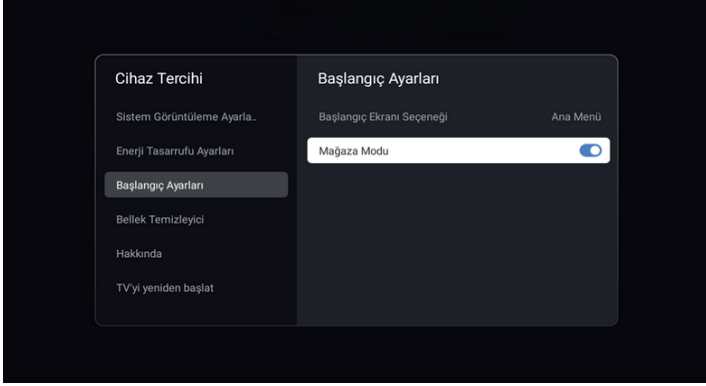 Cihaz Tercihi
Başlangıç Ayarları
Sistem Görüntüleme Ayarla..
Başlangıç Ekranı Seçeneği
Ana Menü
Enerji Tasarrufu Ayarları
Mağaza Modu
Başlangıç Ayarları
Bellek Temizleyici
Hakkında
TV'yi yeniden başlat